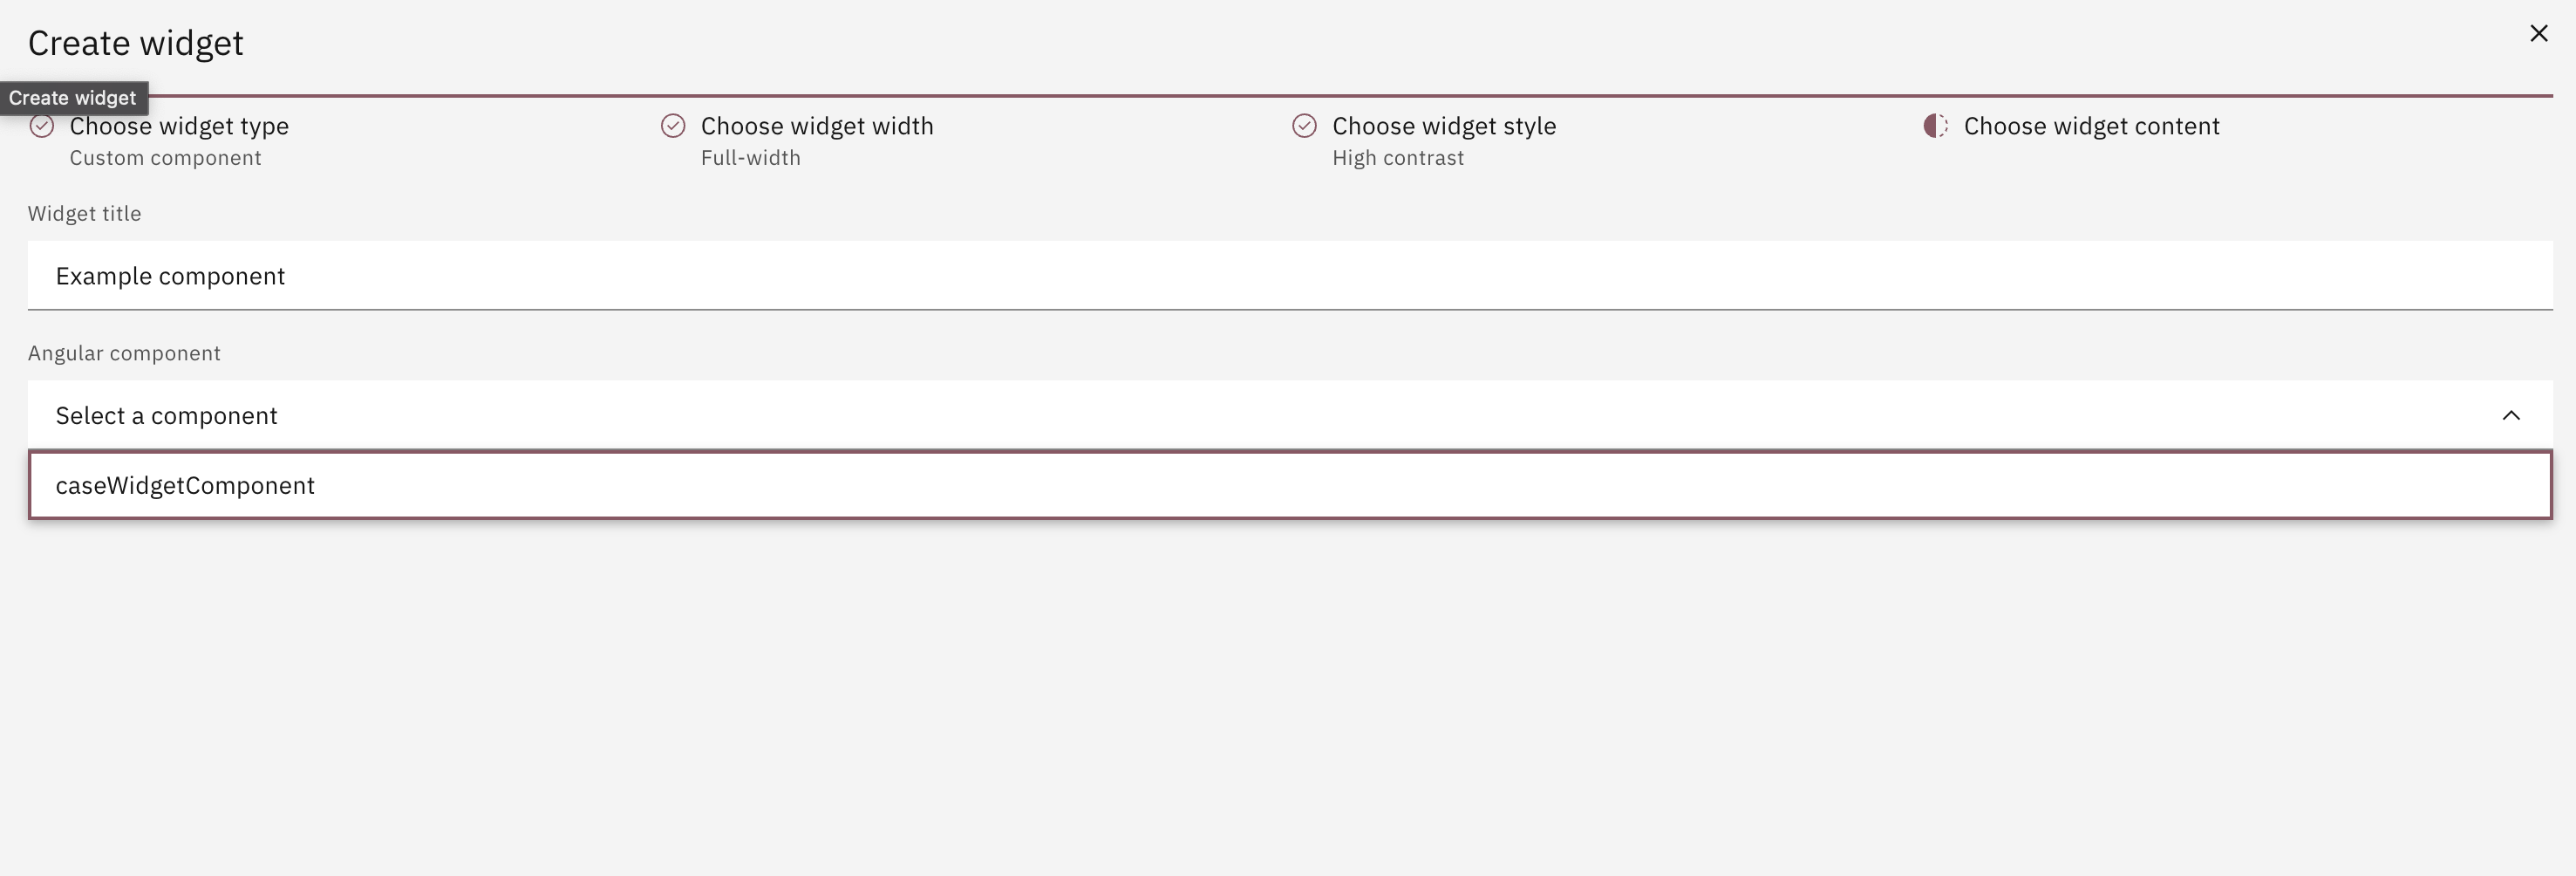 Create widget
Create widget
Choose widget type
Custom component
Choose widget width
Full-width
Choose widget style
High contrast
Choose widget content
Widget title
Example component
Angular component
Select a component
caseWidgetComponent